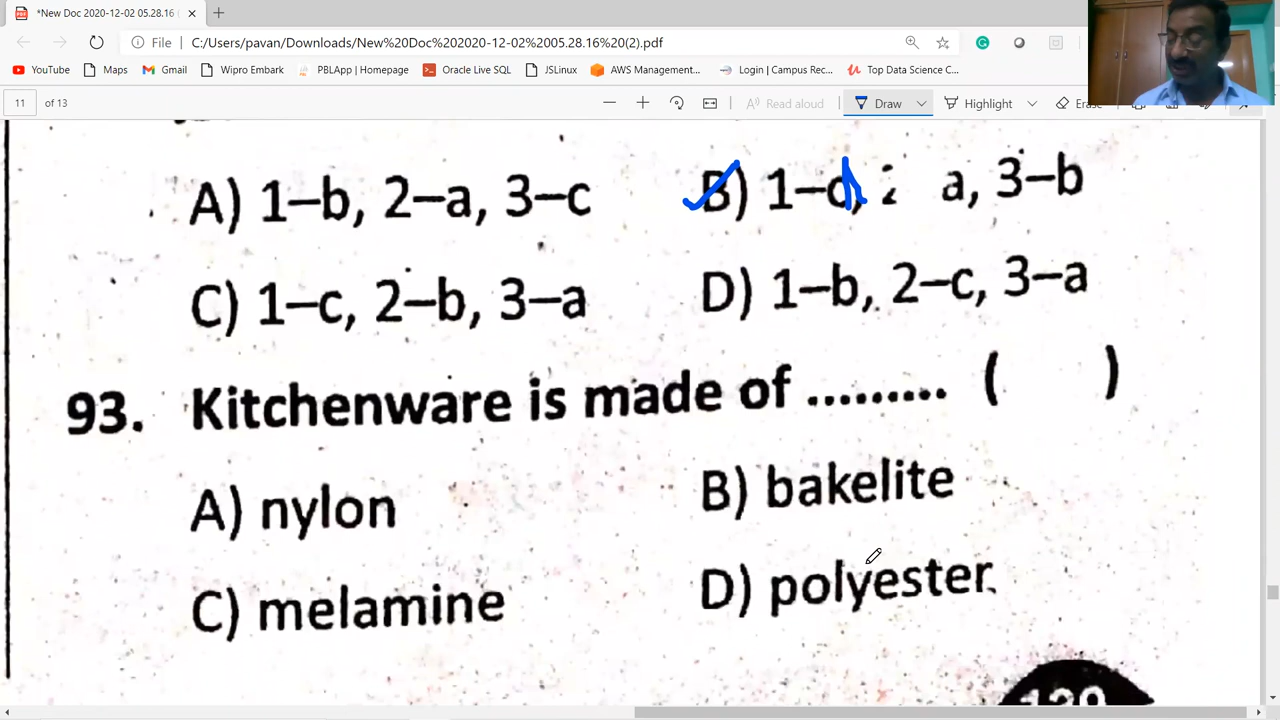 *New Doc 2020-12-02 05.28.16
File C:/Users/pavan/Downloads/New%20Doc%202020-12-02%2005.28.16%20(2).pdf
YouTube Maps Gmail Wipro Embark PBLApp | Homepage Oracle Live SQL JSLinux AWS Management... Login | Campus Rec... Top Data Science C...
11 of 13 Read aloud Draw Highlight
A) 1–b, 2–a, 3–c B) 1– a, 3–b
C) 1–c, 2–b, 3–a D) 1–b, 2–c, 3–a
93. Kitchenware is made of ......... ( )
A) nylon B) bakelite
C) melamine D) polyester